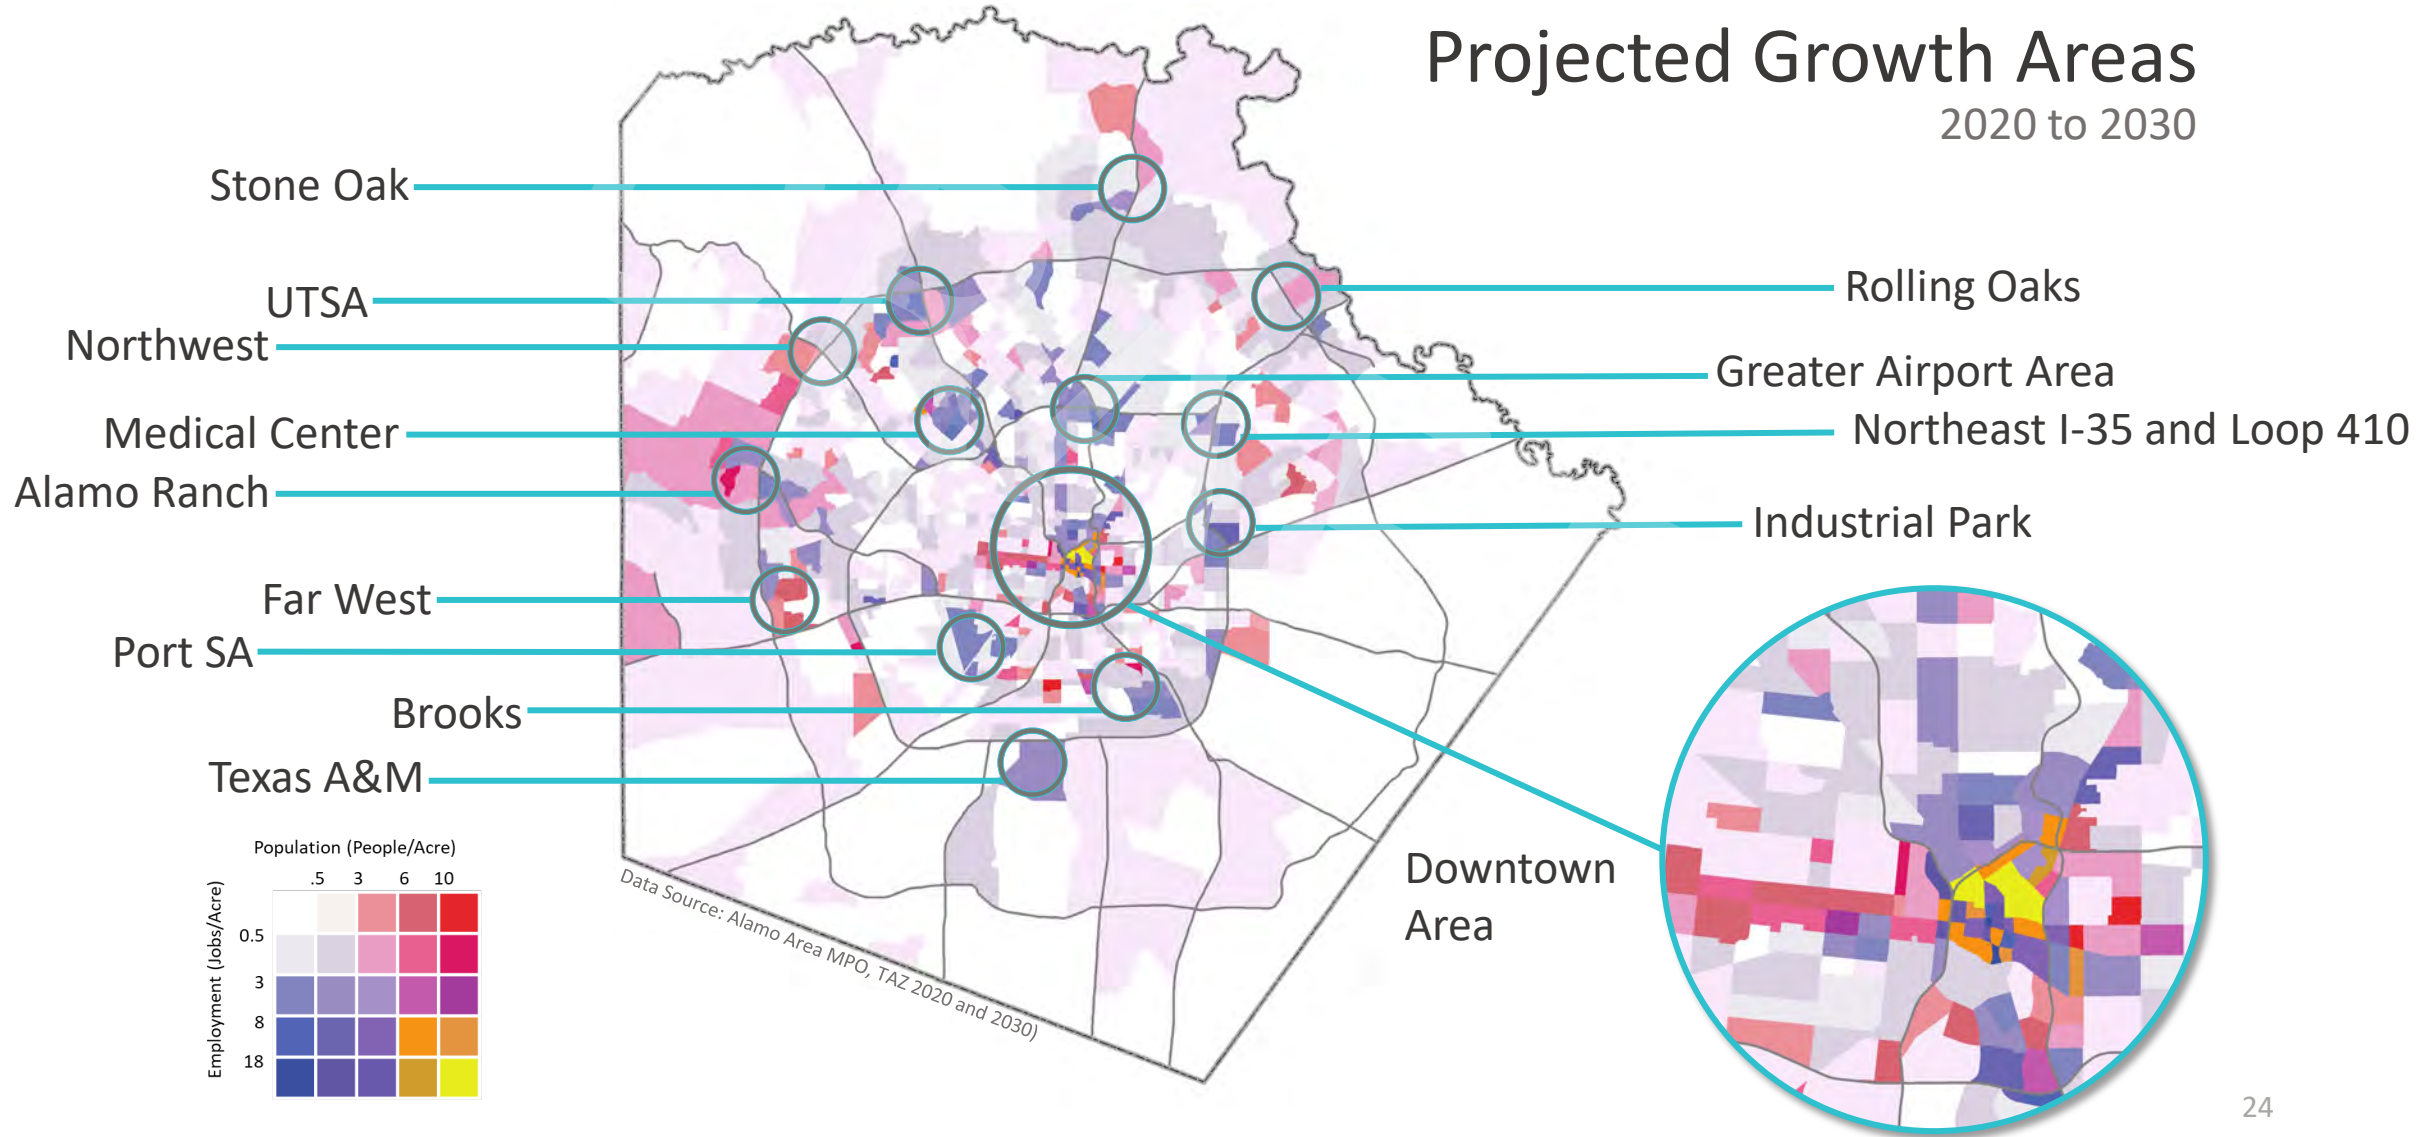 Projected Growth Areas
2020 to 2030
Stone Oak
UTSA
Northwest
Medical Center
Alamo Ranch
Far West
Port SA
Brooks
Texas A&M
Rolling Oaks
Greater Airport Area
Northeast I-35 and Loop 410
Industrial Park
Downtown
Area
Population (People/Acre)
.5 3 6 10
Employment (Jobs/Acre)
0.5
3
8
18
Data Source: Alamo Area MPO, TAZ 2020 and 2030)
24